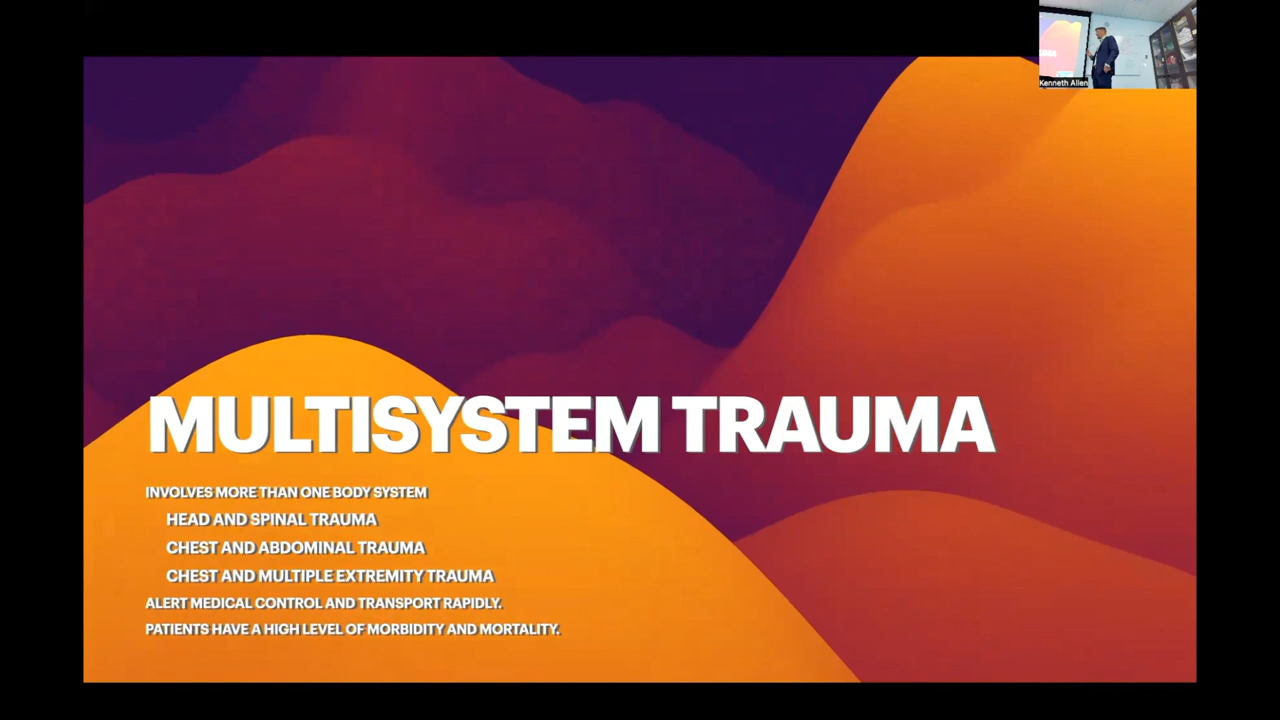 Kenneth Allen
MULTISYSTEM TRAUMA
INVOLVES MORE THAN ONE BODY SYSTEM
HEAD AND SPINAL TRAUMA
CHEST AND ABDOMINAL TRAUMA
CHEST AND MULTIPLE EXTREMITY TRAUMA
ALERT MEDICAL CONTROL AND TRANSPORT RAPIDLY.
PATIENTS HAVE A HIGH LEVEL OF MORBIDITY AND MORTALITY.